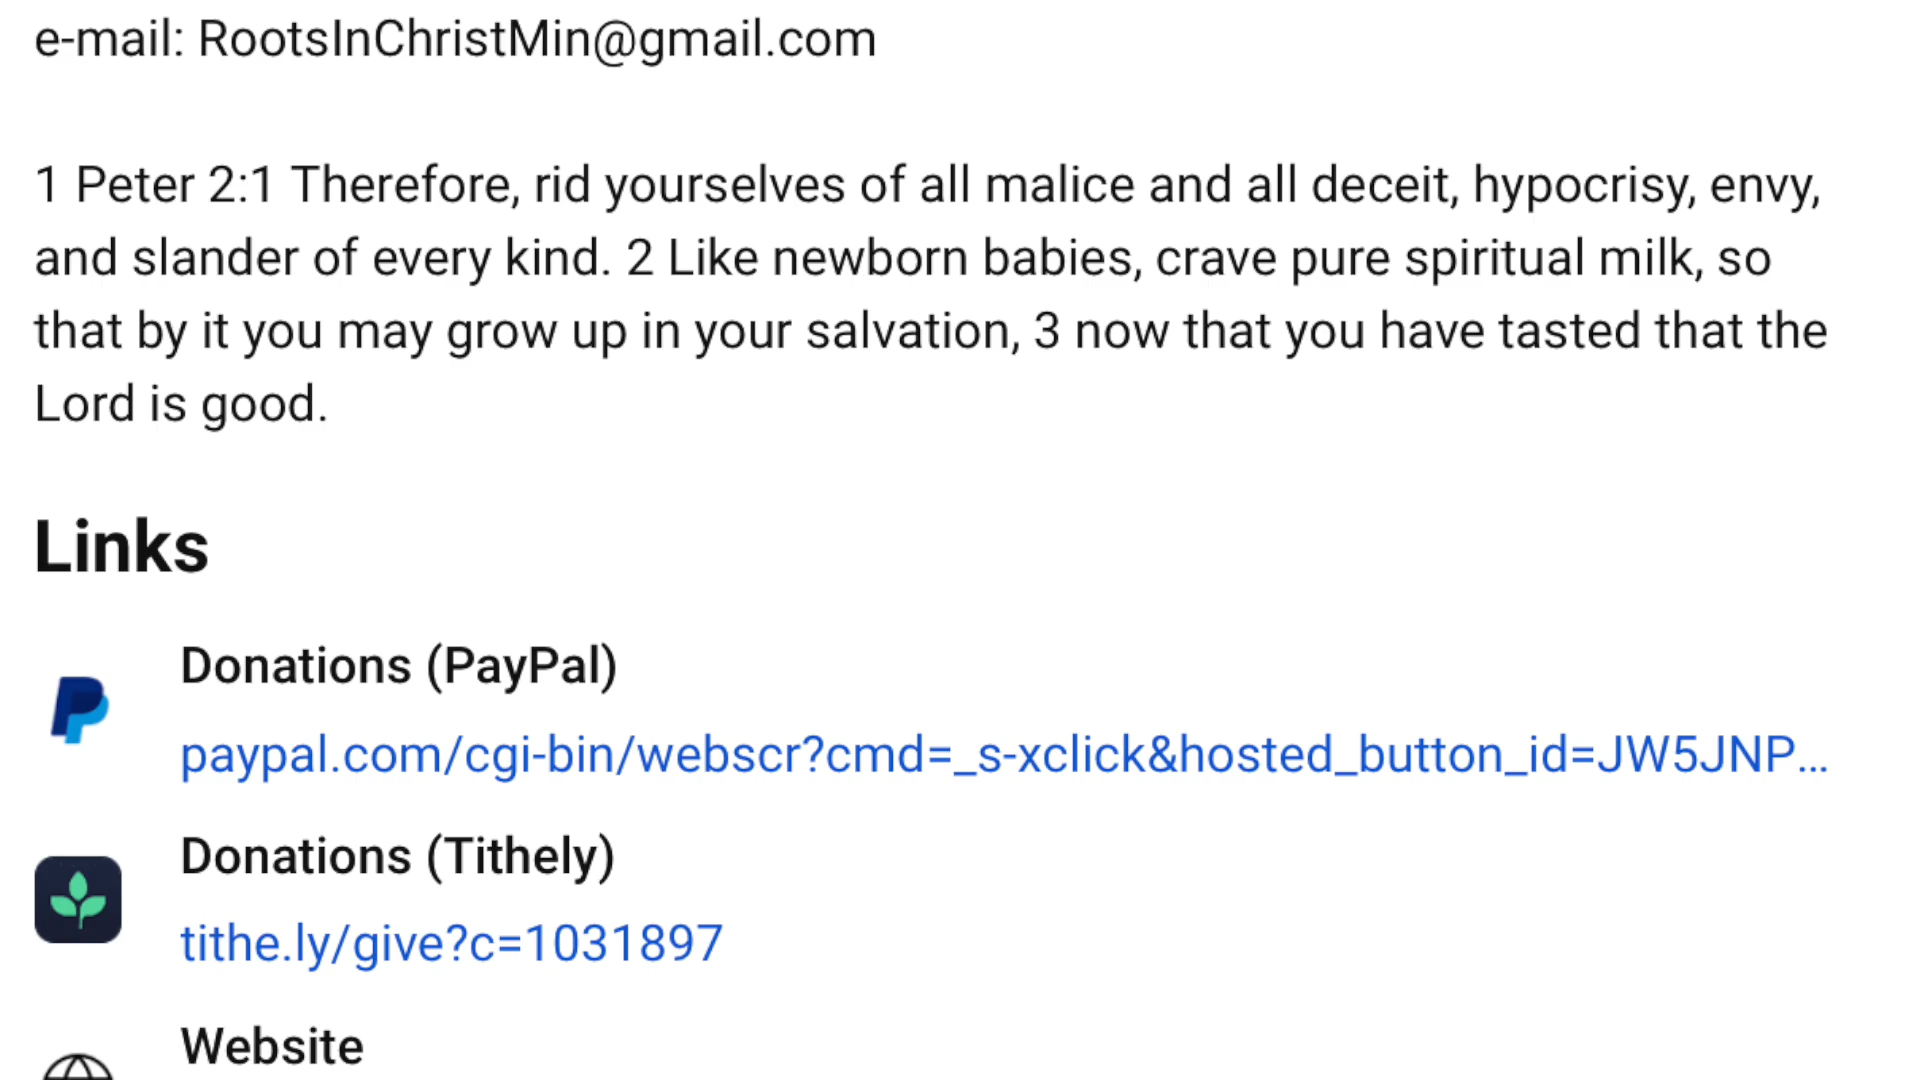 e-mail: RootsInChristMin@gmail.com
1 Peter 2:1 Therefore, rid yourselves of all malice and all deceit, hypocrisy, envy,
and slander of every kind. 2 Like newborn babies, crave pure spiritual milk, so
that by it you may grow up in your salvation, 3 now that you have tasted that the
Lord is good.
Links
Donations (PayPal)
paypal.com/cgi-bin/webscr?cmd=_s-xclick&hosted_button_id=JW5JNP...
Donations (Tithely)
tithe.ly/give?c=1031897
Website